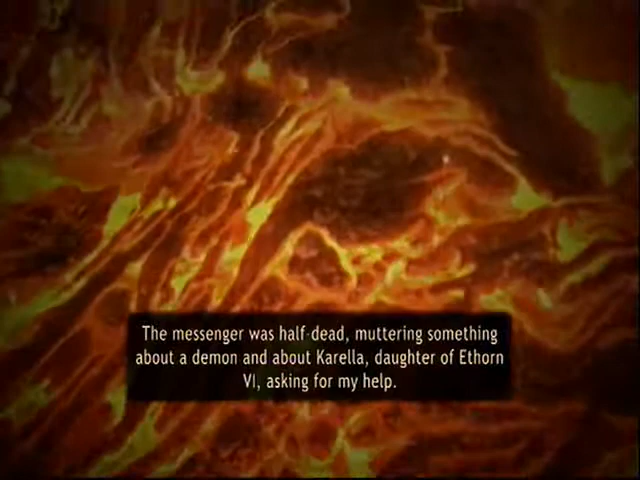 The messenger was half-dead, muttering something
about a demon and about Karella, daughter of Ethorn
VI, asking for my help.